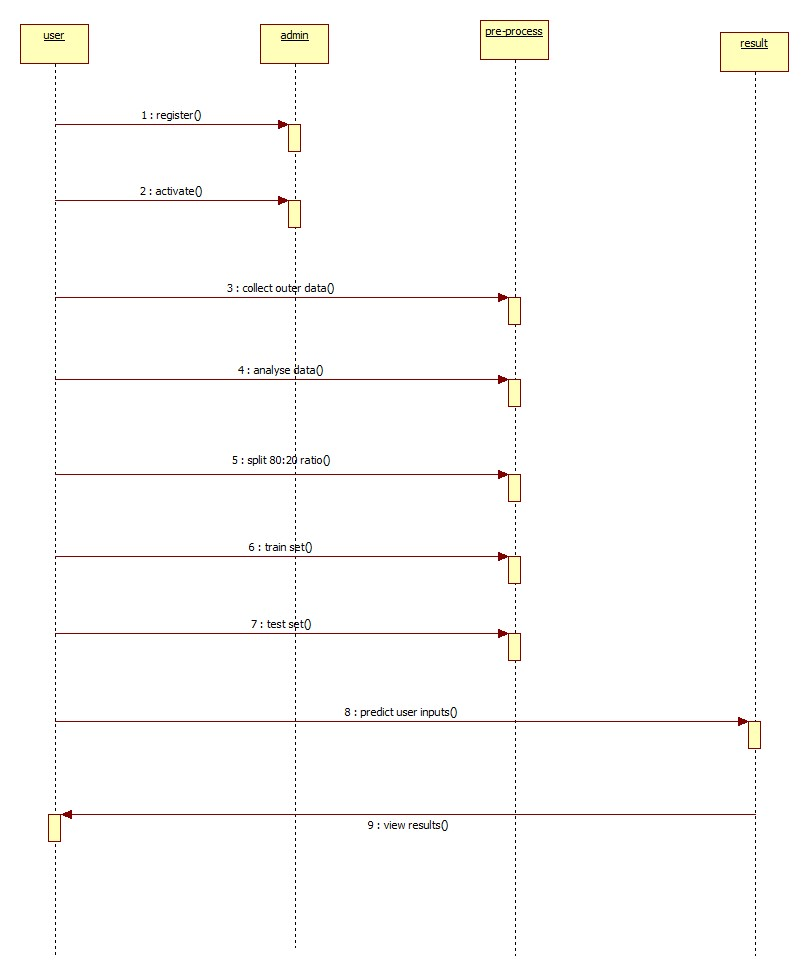 user
admin
pre-process
result
1 : register()
2 : activate()
3 : collect outer data()
4 : analyse data()
5 : split 80:20 ratio()
6 : train set()
7 : test set()
8 : predict user inputs()
9 : view results()